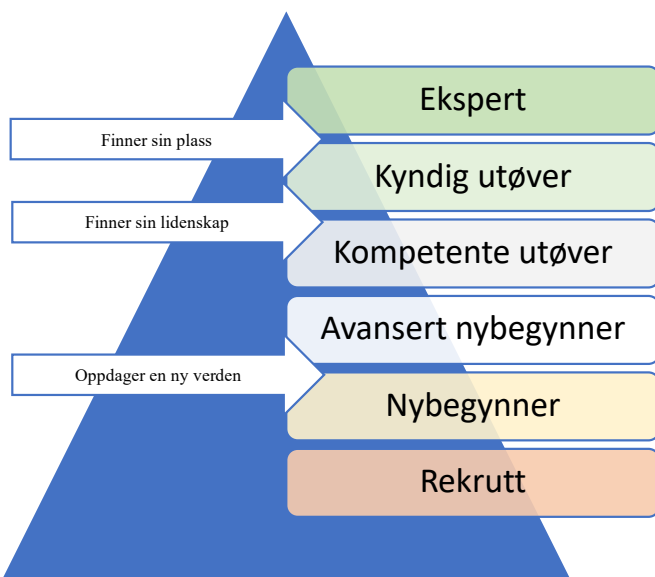 Ekspert
Finner sin plass
Kyndig utøver
Finner sin lidenskap
Kompetente utøver
Avansert nybegynner
Oppdager en ny verden
Nybegynner
Rekrutt